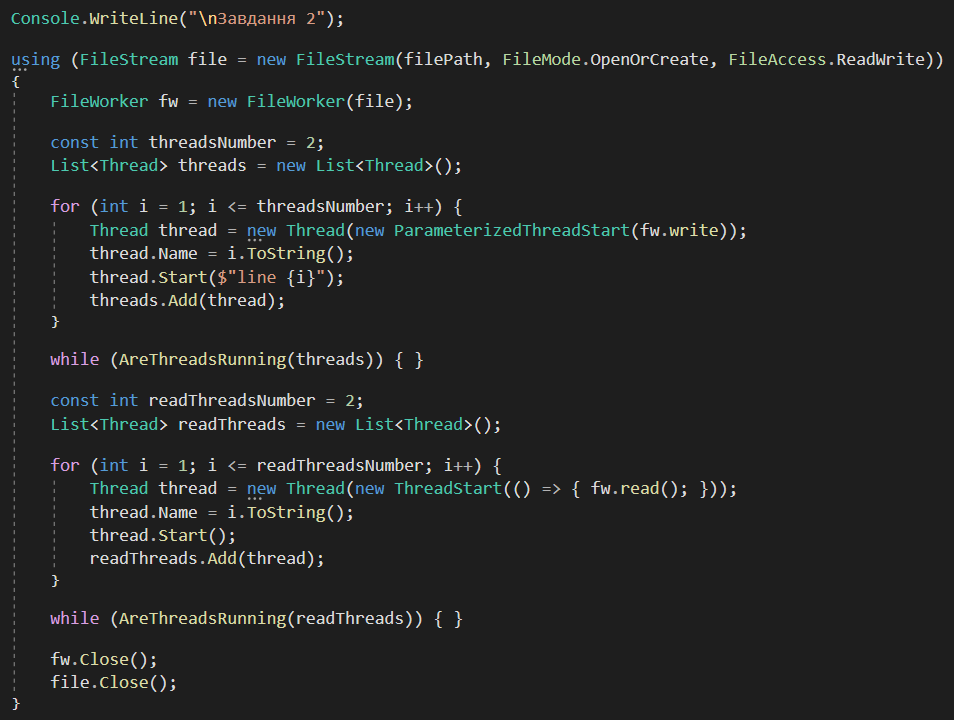 Console.WriteLine("\nЗавдання 2");
using (FileStream file = new FileStream(filePath, FileMode.OpenOrCreate, FileAccess.ReadWrite))
{
FileWorker fw = new FileWorker(file);
const int threadsNumber = 2;
List<Thread> threads = new List<Thread>();
for (int i = 1; i <= threadsNumber; i++) {
Thread thread = new Thread(new ParameterizedThreadStart(fw.write));
thread.Name = i.ToString();
thread.Start($"line {i}");
threads.Add(thread);
}
while (AreThreadsRunning(threads)) { }
const int readThreadsNumber = 2;
List<Thread> readThreads = new List<Thread>();
for (int i = 1; i <= readThreadsNumber; i++) {
Thread thread = new Thread(new ThreadStart(() => { fw.read(); }));
thread.Name = i.ToString();
thread.Start();
readThreads.Add(thread);
}
while (AreThreadsRunning(readThreads)) { }
fw.Close();
file.Close();
}